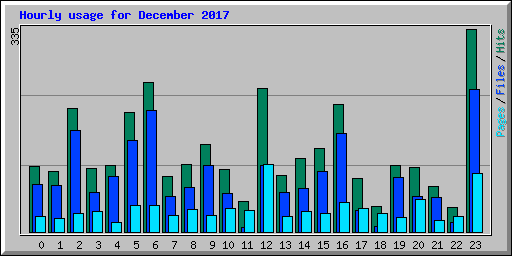 Hourly usage for December 2017
335
Pages / Files / Hits
0 1 2 3 4 5 6 7 8 9 10 11 12 13 14 15 16 17 18 19 20 21 22 23